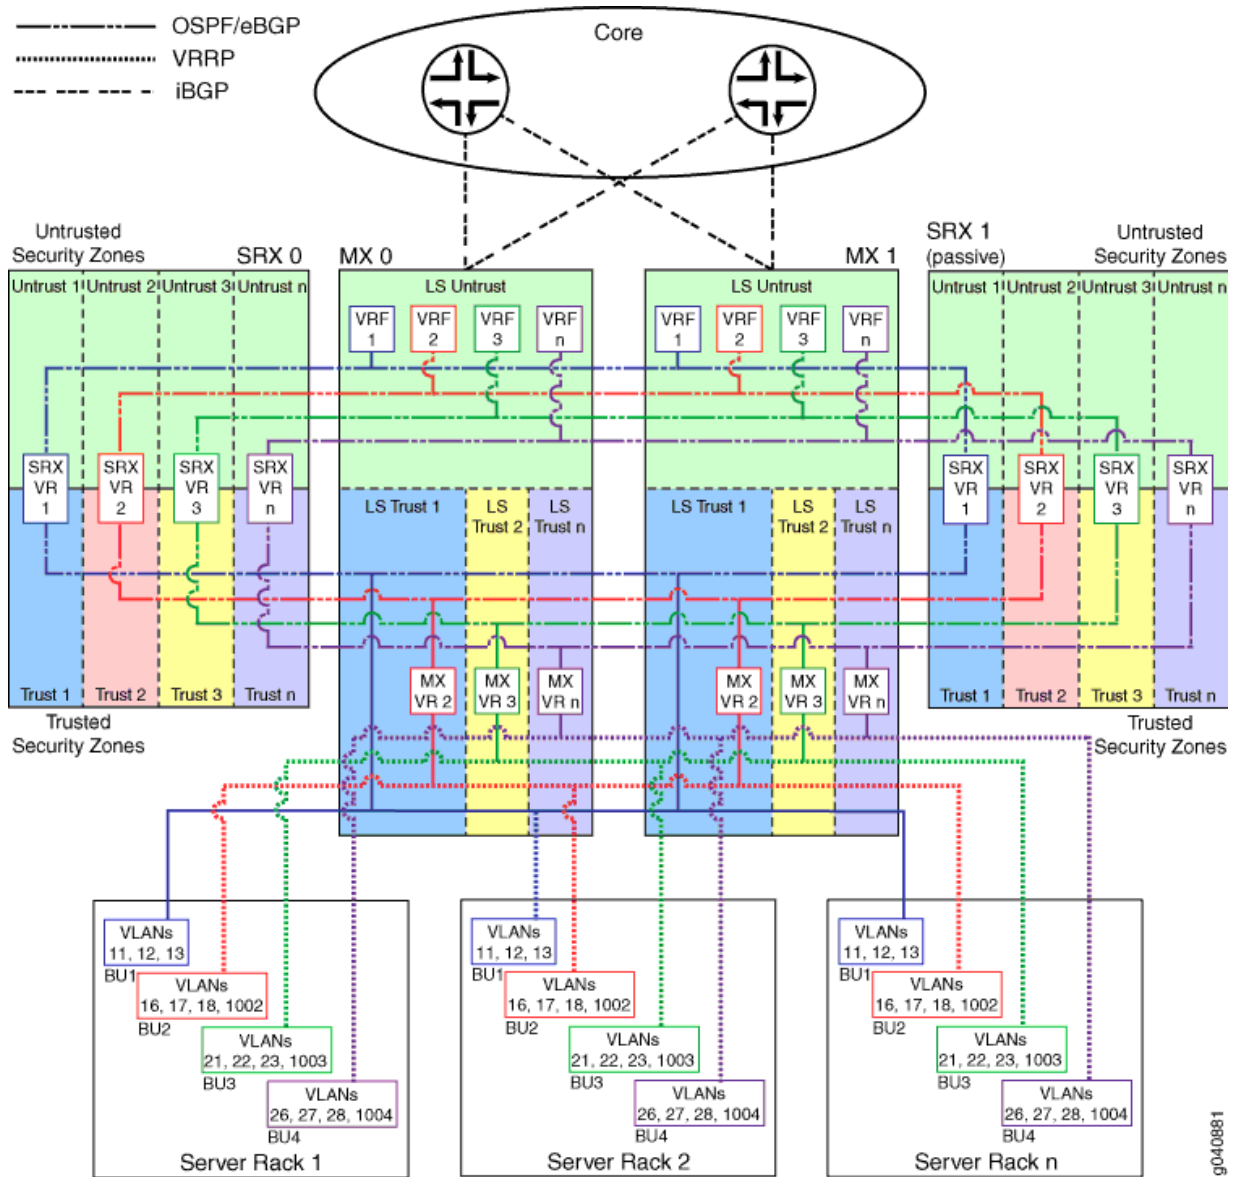 OSPF/eBGP
VRRP
iBGP
Core
Untrusted
Security Zones
SRX 0
MX 0
MX 1
SRX 1
(passive)
Untrusted
Security Zones
Untrust 1
Untrust 2
Untrust 3
Untrust n
LS Untrust
LS Untrust
Untrust 1
Untrust 2
Untrust 3
Untrust n
VRF
1
VRF
2
VRF
3
VRF
n
VRF
1
VRF
2
VRF
3
VRF
n
SRX
VR
1
SRX
VR
2
SRX
VR
3
SRX
VR
n
SRX
VR
1
SRX
VR
2
SRX
VR
3
SRX
VR
n
LS Trust 1
LS
Trust 2
LS
Trust n
LS Trust 1
LS
Trust 2
LS
Trust n
MX
VR 2
MX
VR 3
MX
VR n
MX
VR 2
MX
VR 3
MX
VR n
Trust 1
Trust 2
Trust 3
Trust n
Trust 1
Trust 2
Trust 3
Trust n
Trusted
Security Zones
Trusted
Security Zones
VLANs
11, 12, 13
BU1
VLANs
16, 17, 18, 1002
BU2
VLANs
21, 22, 23, 1003
BU3
VLANs
26, 27, 28, 1004
BU4
Server Rack 1
VLANs
11, 12, 13
BU1
VLANs
16, 17, 18, 1002
BU2
VLANs
21, 22, 23, 1003
BU3
VLANs
26, 27, 28, 1004
BU4
Server Rack 2
VLANs
11, 12, 13
BU1
VLANs
16, 17, 18, 1002
BU2
VLANs
21, 22, 23, 1003
BU3
VLANs
26, 27, 28, 1004
BU4
Server Rack n
g040881